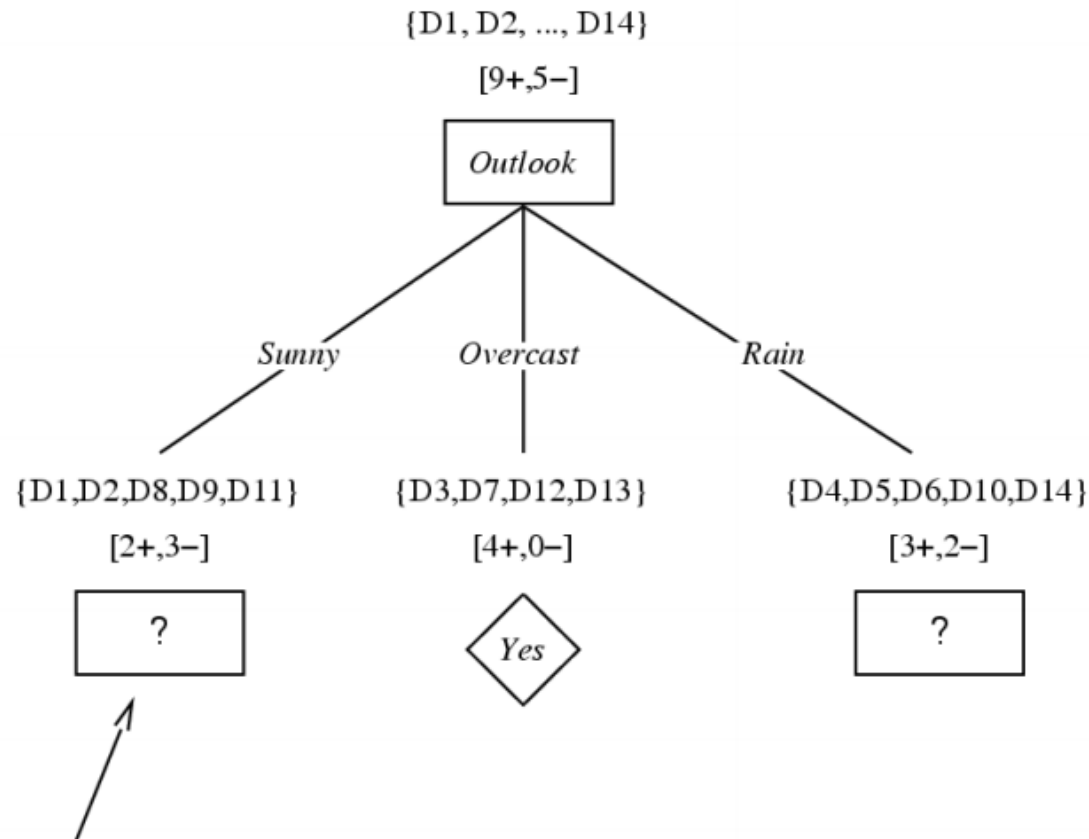 {D1, D2, ..., D14}
[9+,5−]
Outlook
Sunny Overcast Rain
{D1,D2,D8,D9,D11} {D3,D7,D12,D13} {D4,D5,D6,D10,D14}
[2+,3−] [4+,0−] [3+,2−]
? Yes ?